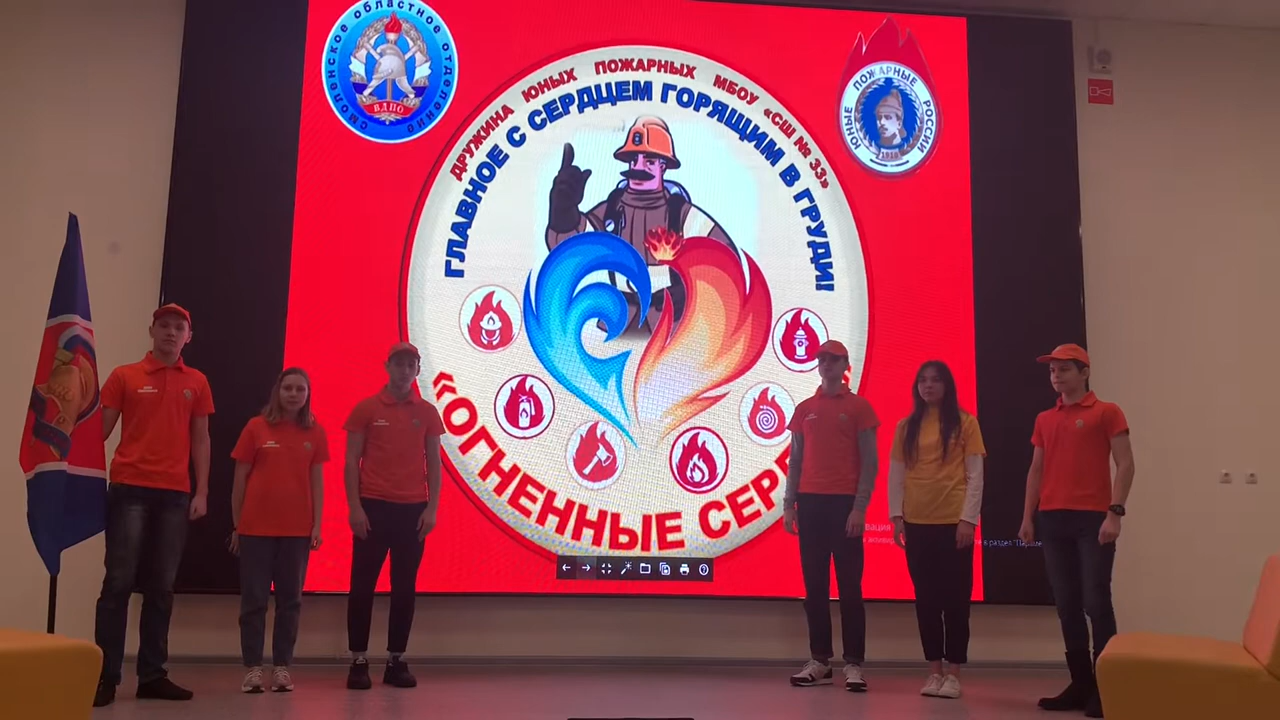 СМОЛЕНСКОЕ ОБЛАСТНОЕ ОТДЕЛЕНИЕ
ВДПО
ДРУЖИНА ЮНЫХ ПОЖАРНЫХ МБОУ «СШ № 33»
ГЛАВНОЕ С СЕРДЦЕМ ГОРЯЩИМ В ГРУДИ!
ЮНЫЕ ПОЖАРНЫЕ РОССИИ
«ОГНЕННЫЕ СЕР
в раздел